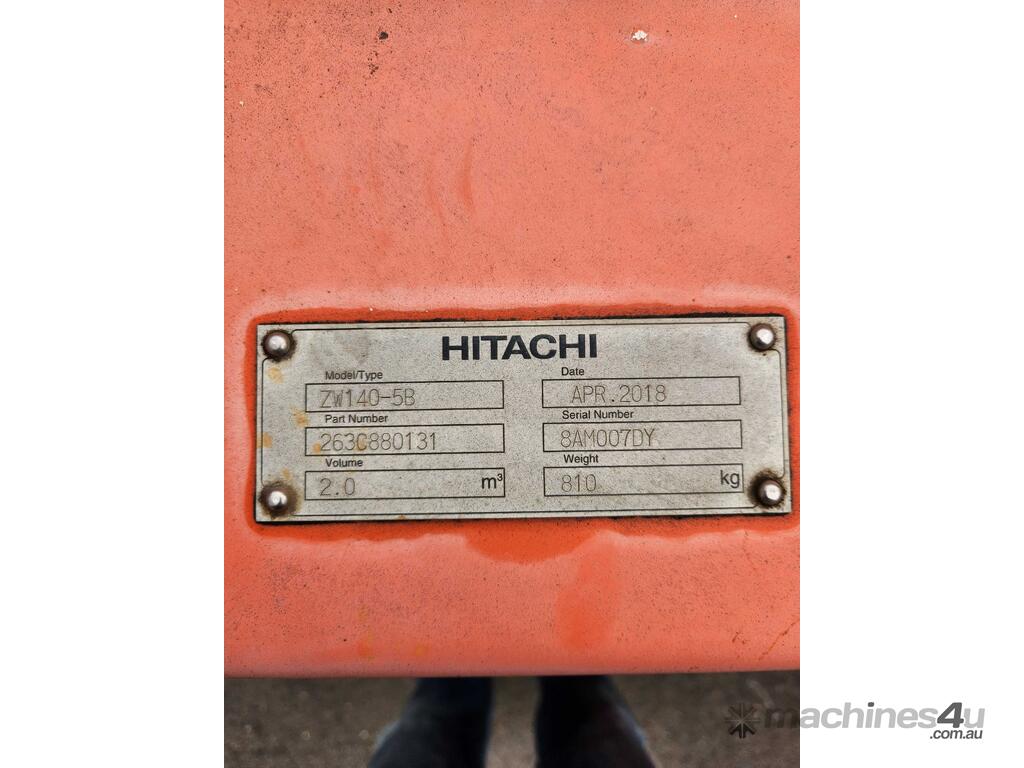 HITACHI
Model/Type
ZW140-5B
Date
APR.2018
Part Number
263C880131
Serial Number
8AM007DY
Volume
2.0 m³
Weight
810 kg
machines4u
.com.au